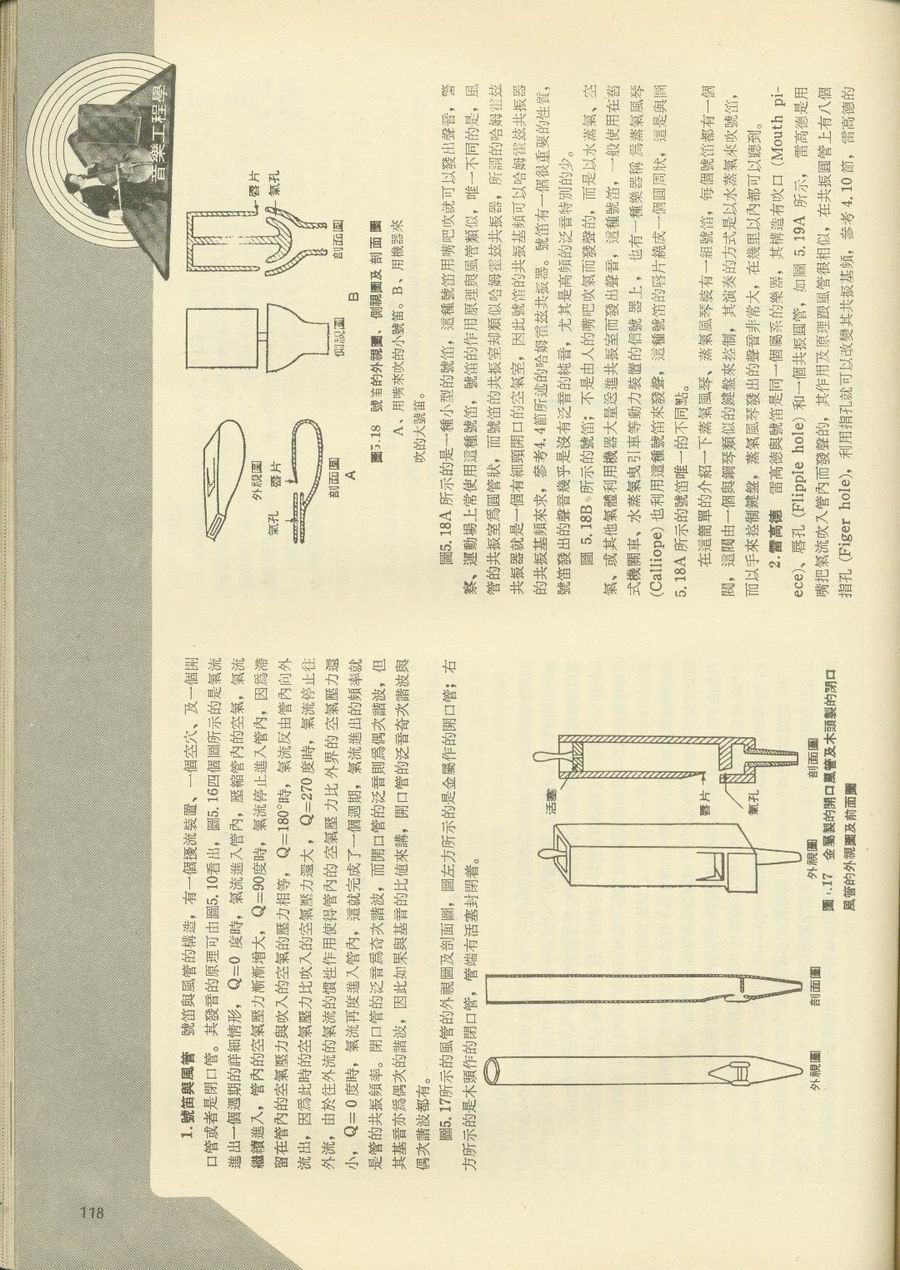 118
音樂工程學
1.號笛與風管 號笛與風管的構造，有一個擾流裝置、一個空穴、及一個開
口管或者是閉口管。其發音的原理可由圖5.10看出，圖5.16四個圖所示的是氣流
進出一個週期的詳細情形，Q=0 度時，氣流進入管內，壓縮管內的空氣，氣流
繼續進入，管內的空氣壓力漸漸增大，Q=90度時，氣流停止進入管內，因爲滯
留在管內的空氣壓力與吹入的空氣的壓力相等，Q=180°時，氣流反由管內向外
流出，因爲此時的空氣壓力比吹入的空氣壓力還大，Q=270 度時，氣流停止往
外流，由於往外流的氣流的慣性作用使得管內的空氣壓力比外界的空氣壓力還
小，Q=0度時，氣流再度進入管內，這就完成了一個週期，氣流進出的頻率就
是管的共振頻率。閉口管的泛音爲奇次諧波，而開口管的泛音則爲偶次諧波，但
其基音亦爲偶次的諧波，因此如果與基音的比值來講，開口管的泛音奇次諧波與
偶次諧波都有。
圖5.17所示的風管的外視圖及剖面圖，圖左方所示的是金屬作的開口管；右
方所示的是木頭作的閉口管，管端有活塞封閉着。
外視圖
剖面圖
外視圖
活塞
唇片
氣孔
剖面圖
圖5.17 金屬製的開口風管及木頭製的閉口
風管的外視圖及前面圖
外視圖
氣孔
唇片
剖面圖
A
側視圖
B
剖面圖
唇片
氣孔
圖5.18 號笛的外視圖、側視圖及剖面圖
A、用嘴來吹的小號笛。B、用機器來
吹的大號笛。
圖5.18A 所示的是一種小型的號笛，這種號笛用嘴吧吹就可以發出聲音，警
察、運動場上常使用這種號笛，號笛的作用原理與風管類似，唯一不同的是，風
管的共振室爲圓管狀，而號笛的共振室却類似哈姆霍玆共振器，所謂的哈姆霍玆
共振器就是一個有細頸開口的空氣室，因此號笛的共振基頻可以哈姆霍玆共振器
的共振基頻來求，參考4.4節所述的哈姆霍玆共振器。號笛有一個很重要的性質，
號笛發出的聲音幾乎是沒有泛音的純音，尤其是高頻的泛音特別的少。
圖 5.18B 所示的號笛；不是由人的嘴吧吹氣而發聲的，而是以水蒸氣、空
氣、或其他氣體利用機器大量送進共振室而發出聲音，這種號笛，一般使用在舊
式機關車、水蒸氣曳引車等動力裝置的信號器上，也有一種樂器稱爲蒸氣風琴
(Calliope) 也利用這種號笛來發聲，這種號笛的唇片繞成一個圓周狀，這是與圖
5.18A 所示的號笛唯一的不同點。
在這簡單的介紹一下蒸氣風琴、蒸氣風琴裝有一組號笛，每個號笛都有一個
閥，這閥由一個與鋼琴類似的鍵盤來控制，其演奏的方式是以水蒸氣來吹號笛，
而以手來控制鍵盤，蒸氣風琴發出的聲音非常大，在幾里以內都可以聽到。
2.雷高德 雷高德與號笛是同一個屬系的樂器，其構造有吹口 (Mouth pi-
ece)、唇孔 (Flipple hole) 和一個共振圓管，如圖 5.19A 所示，雷高德是用
嘴把氣流吹入管內而發聲的，其作用及原理跟風管很相似，在共振圓管上有八個
指孔 (Figer hole)，利用指孔就可以改變其共振基頻，參考 4.10 節，雷高德的